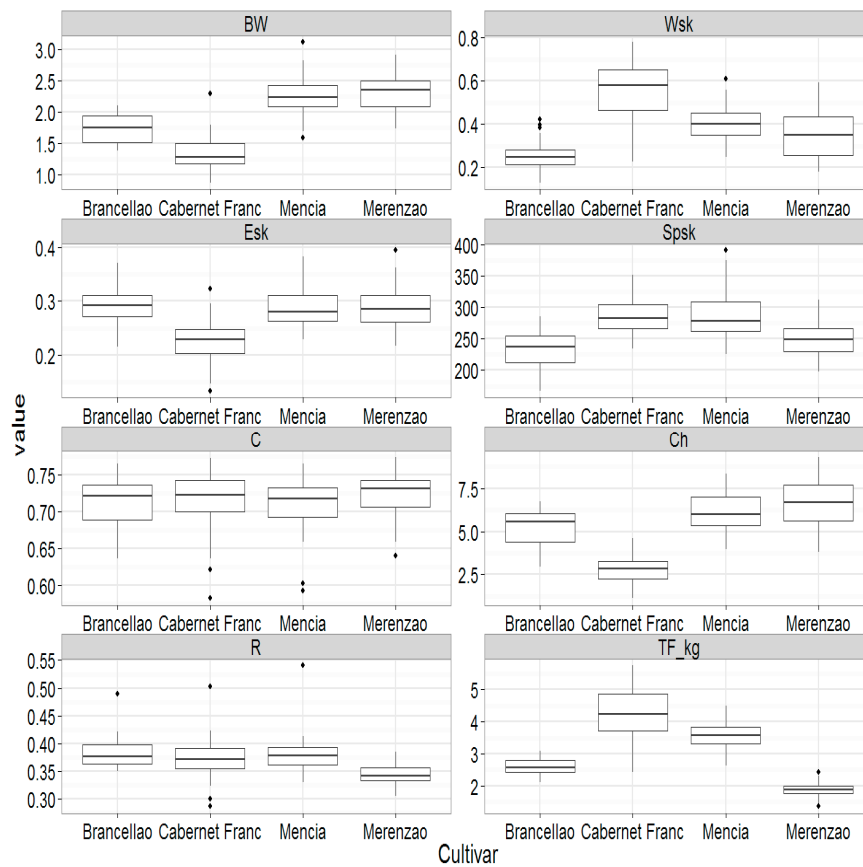 BW
Wsk
3.0
2.5
2.0
1.5
1.0
0.8
0.6
0.4
0.2
Brancellao Cabernet Franc Mencia Merenzao
Brancellao Cabernet Franc Mencia Merenzao
Esk
Spsk
0.4
0.3
0.2
400
350
300
250
200
Brancellao Cabernet Franc Mencia Merenzao
Brancellao Cabernet Franc Mencia Merenzao
C
Ch
0.75
0.70
0.65
0.60
7.5
5.0
2.5
Brancellao Cabernet Franc Mencia Merenzao
Brancellao Cabernet Franc Mencia Merenzao
R
TF_kg
0.55
0.50
0.45
0.40
0.35
0.30
5
4
3
2
Brancellao Cabernet Franc Mencia Merenzao
Brancellao Cabernet Franc Mencia Merenzao
value
Cultivar